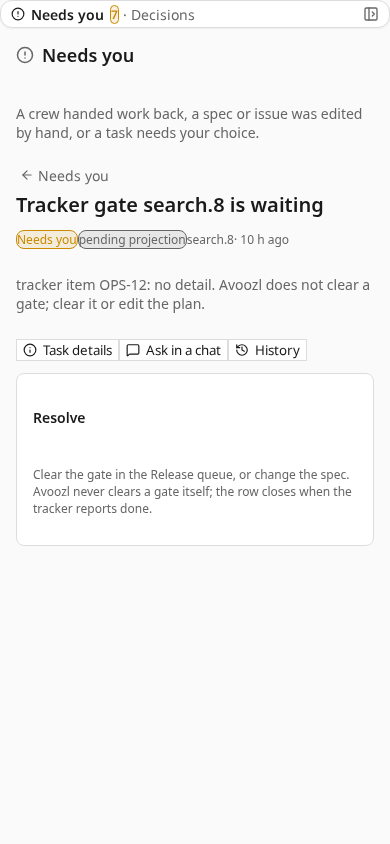 Needs you 7 · Decisions
Needs you
A crew handed work back, a spec or issue was edited
by hand, or a task needs your choice.
Needs you
Tracker gate search.8 is waiting
Needs you pending projection search.8 · 10 h ago
tracker item OPS-12: no detail. Avoozl does not clear a
gate; clear it or edit the plan.
Task details Ask in a chat History
Resolve
Clear the gate in the Release queue, or change the spec.
Avoozl never clears a gate itself; the row closes when the
tracker reports done.